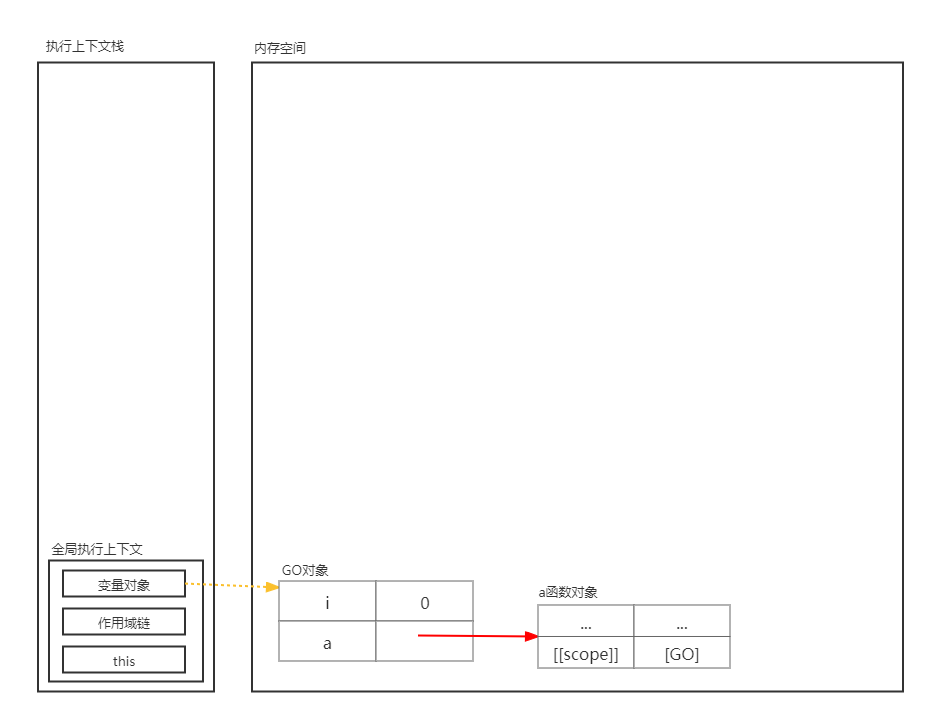 执行上下文栈
内存空间
全局执行上下文
变量对象
作用域链
this
GO对象
i 0
a
a函数对象
... ...
[[scope]] [GO]